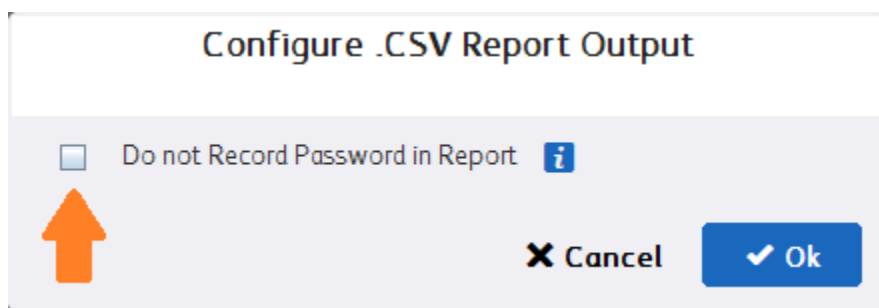 Configure .CSV Report Output
Do not Record Password in Report i
Cancel Ok